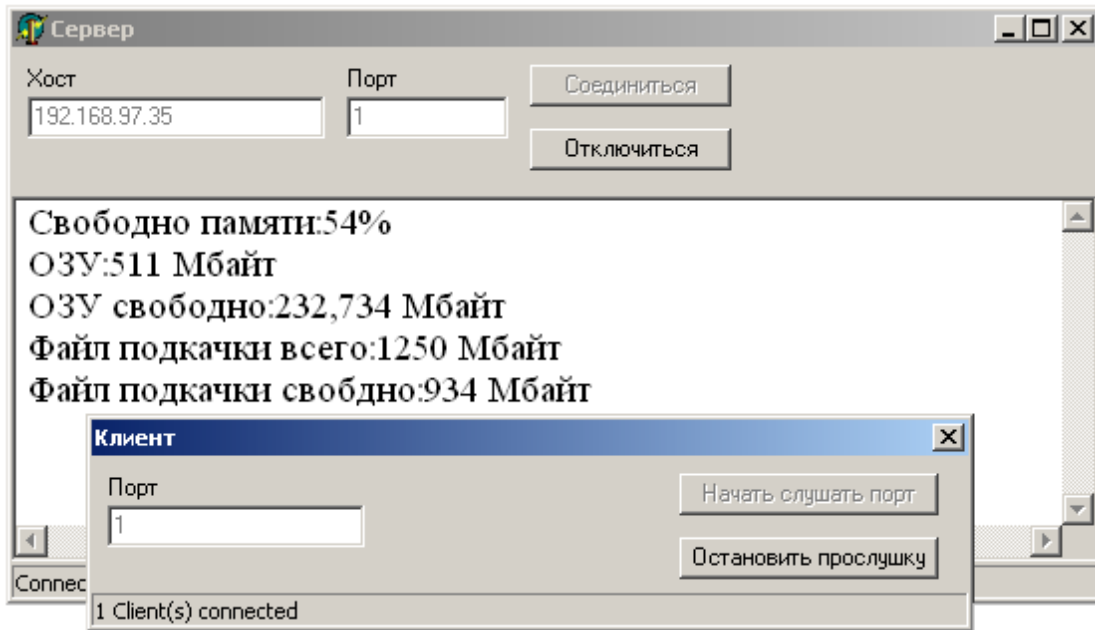 Сервер
Хост Порт Соединиться
192.168.97.35 1
Отключиться
Свободно памяти:54%
ОЗУ:511 Мбайт
ОЗУ свободно:232,734 Мбайт
Файл подкачки всего:1250 Мбайт
Файл подкачки свобдно:934 Мбайт
Клиент
Порт Начать слушать порт
1
Остановить прослушку
Connec
1 Client(s) connected